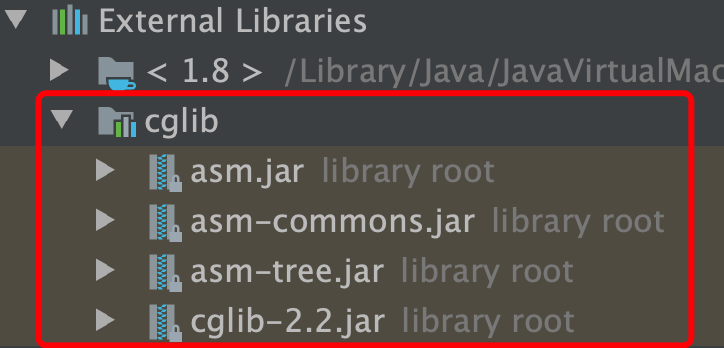 External Libraries
< 1.8 > /Library/Java/JavaVirtualMac
cglib
asm.jar library root
asm-commons.jar library root
asm-tree.jar library root
cglib-2.2.jar library root